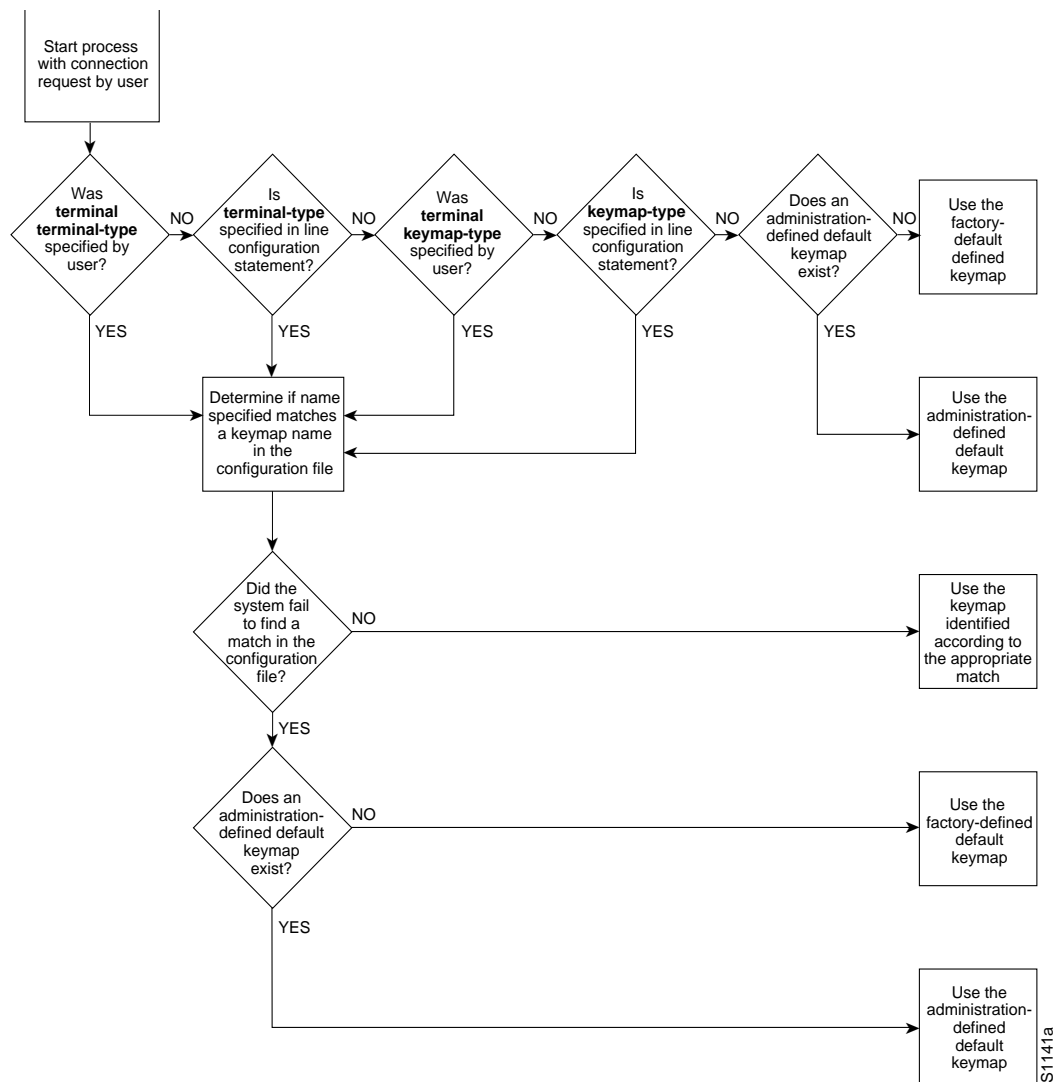 Start process
with connection
request by user
Was
terminal
terminal-type
specified by
user?
NO
YES
Is
terminal-type
specified in line
configuration
statement?
NO
YES
Was
terminal
keymap-type
specified by
user?
NO
YES
Is
keymap-type
specified in line
configuration
statement?
NO
YES
Does an
administration-
defined default
keymap
exist?
NO
YES
Use the
factory-
default
defined
keymap
Determine if name
specified matches
a keymap name
in the
configuration file
Use the
administration-
defined
default
keymap
Did the
system fail
to find a
match in the
configuration
file?
NO
YES
Use the
keymap
identified
according to
the appropriate
match
Does an
administration-
defined default
keymap
exist?
NO
YES
Use the
factory-defined
default
keymap
Use the
administration-
defined
default
keymap
S1141a